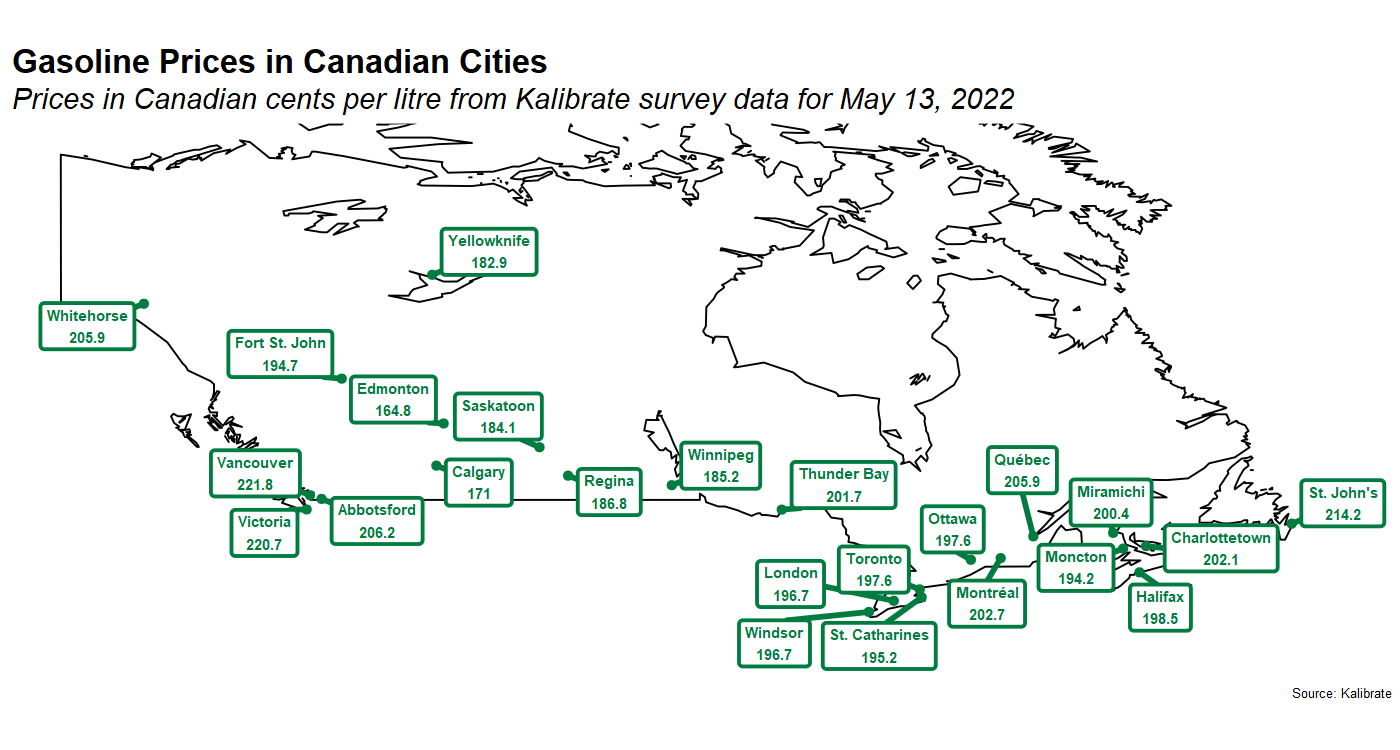 Gasoline Prices in Canadian Cities
Prices in Canadian cents per litre from Kalibrate survey data for May 13, 2022
Yellowknife
182.9
Whitehorse
205.9
Fort St. John
194.7
Edmonton
164.8
Saskatoon
184.1
Vancouver
221.8
Victoria
220.7
Abbotsford
206.2
Calgary
171
Regina
186.8
Winnipeg
185.2
Thunder Bay
201.7
Québec
205.9
Miramichi
200.4
St. John's
214.2
Ottawa
197.6
Charlottetown
202.1
Moncton
194.2
Toronto
197.6
London
196.7
Montréal
202.7
Halifax
198.5
Windsor
196.7
St. Catharines
195.2
Source: Kalibrate